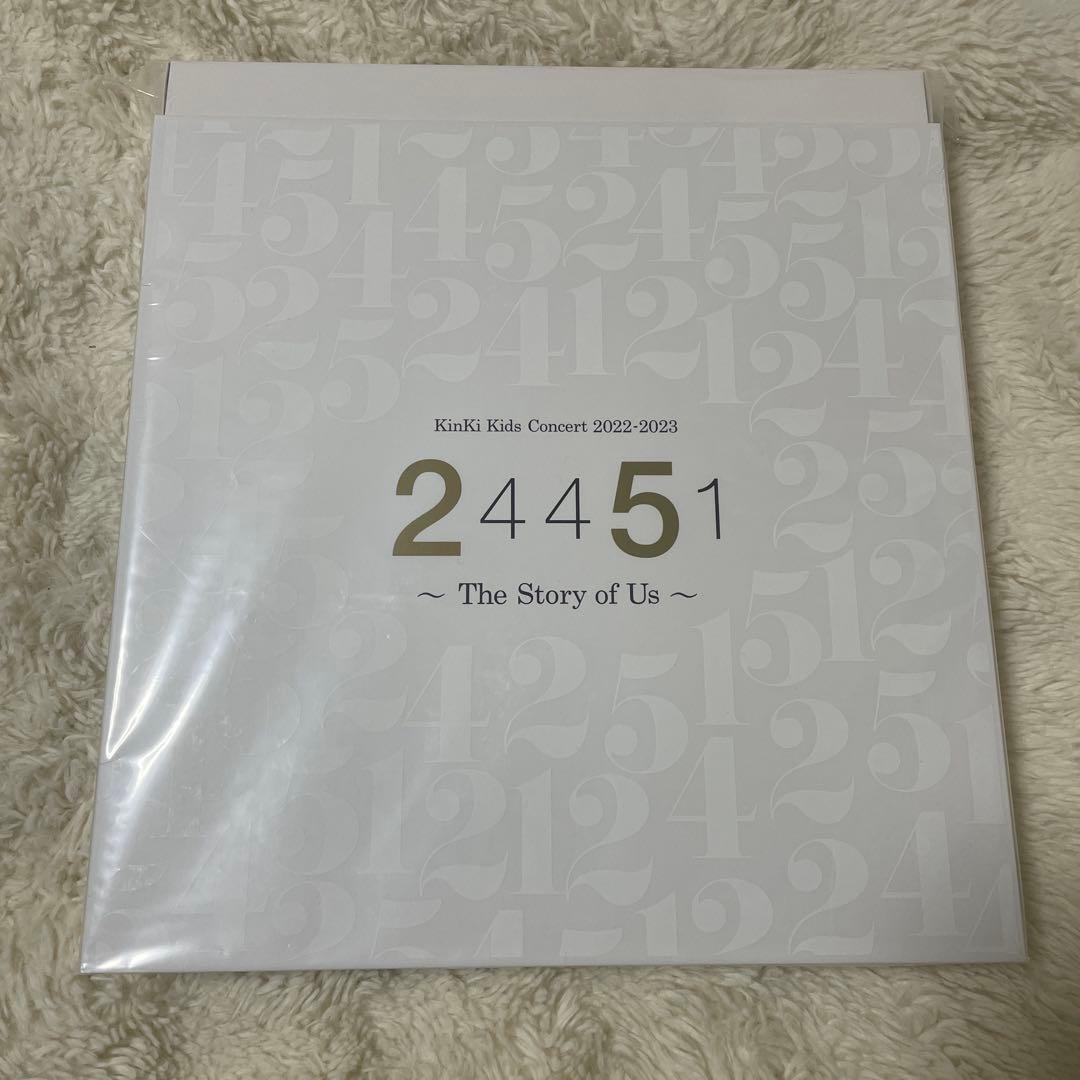 KinKi Kids Concert 2022-2023
24451
～ The Story of Us ～